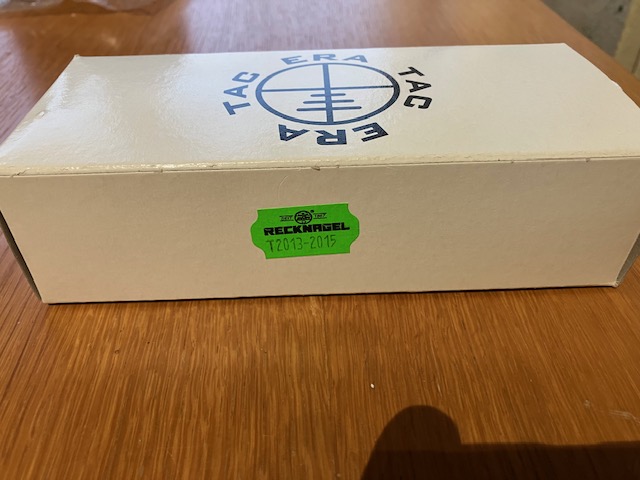 ERA TAC
ERA TAC
RECKNAGEL
T2013-2015